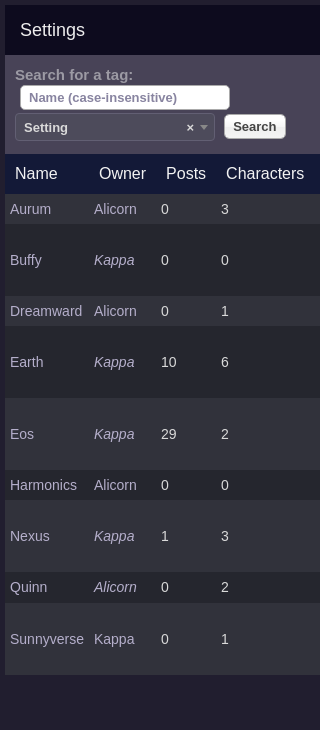 Settings
Search for a tag:
Name (case-insensitive)
Setting × Search
Name Owner Posts Characters
Aurum Alicorn 0 3
Buffy Kappa 0 0
Dreamward Alicorn 0 1
Earth Kappa 10 6
Eos Kappa 29 2
Harmonics Alicorn 0 0
Nexus Kappa 1 3
Quinn Alicorn 0 2
Sunnyverse Kappa 0 1